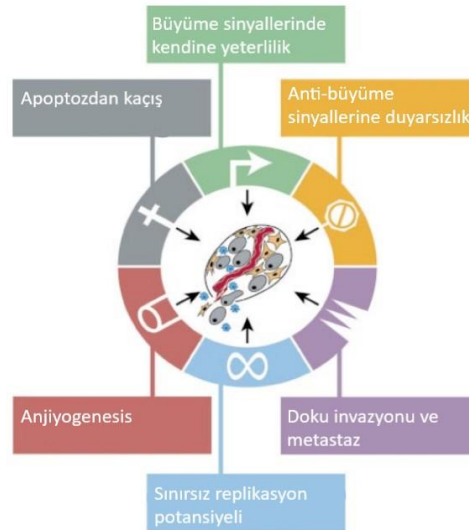 Büyüme sinyallerinde
kendine yeterlilik
Apoptozdan kaçış
Anti-büyüme
sinyallerine duyarsızlık
Anjiyogenesis
Doku invazyonu ve
metastaz
Sınırsız replikasyon
potansiyeli